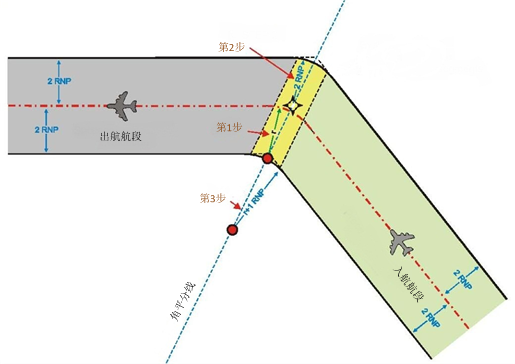 第2步
2 RNP
2 RNP
出航航段
2 RNP
第1步
r
第3步
r+1 RNP
角平分线
2 RNP
入航航段
2 RNP